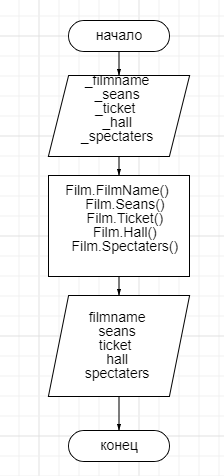 начало
_filmname
_seans
_ticket
_hall
_spectaters
Film.FilmName()
Film.Seans()
Film.Ticket()
Film.Hall()
Film.Spectaters()
filmname
seans
ticket
hall
spectaters
конец